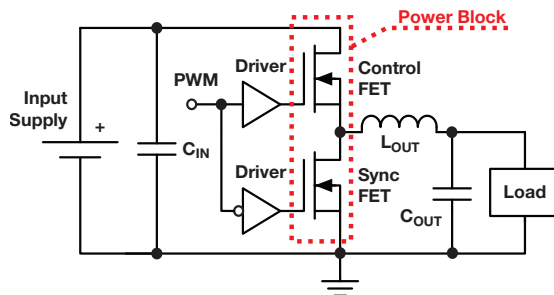 Power Block
Driver
Control
FET
PWM
Input
Supply
+
CIN
LOUT
Driver
Sync
FET
COUT
Load